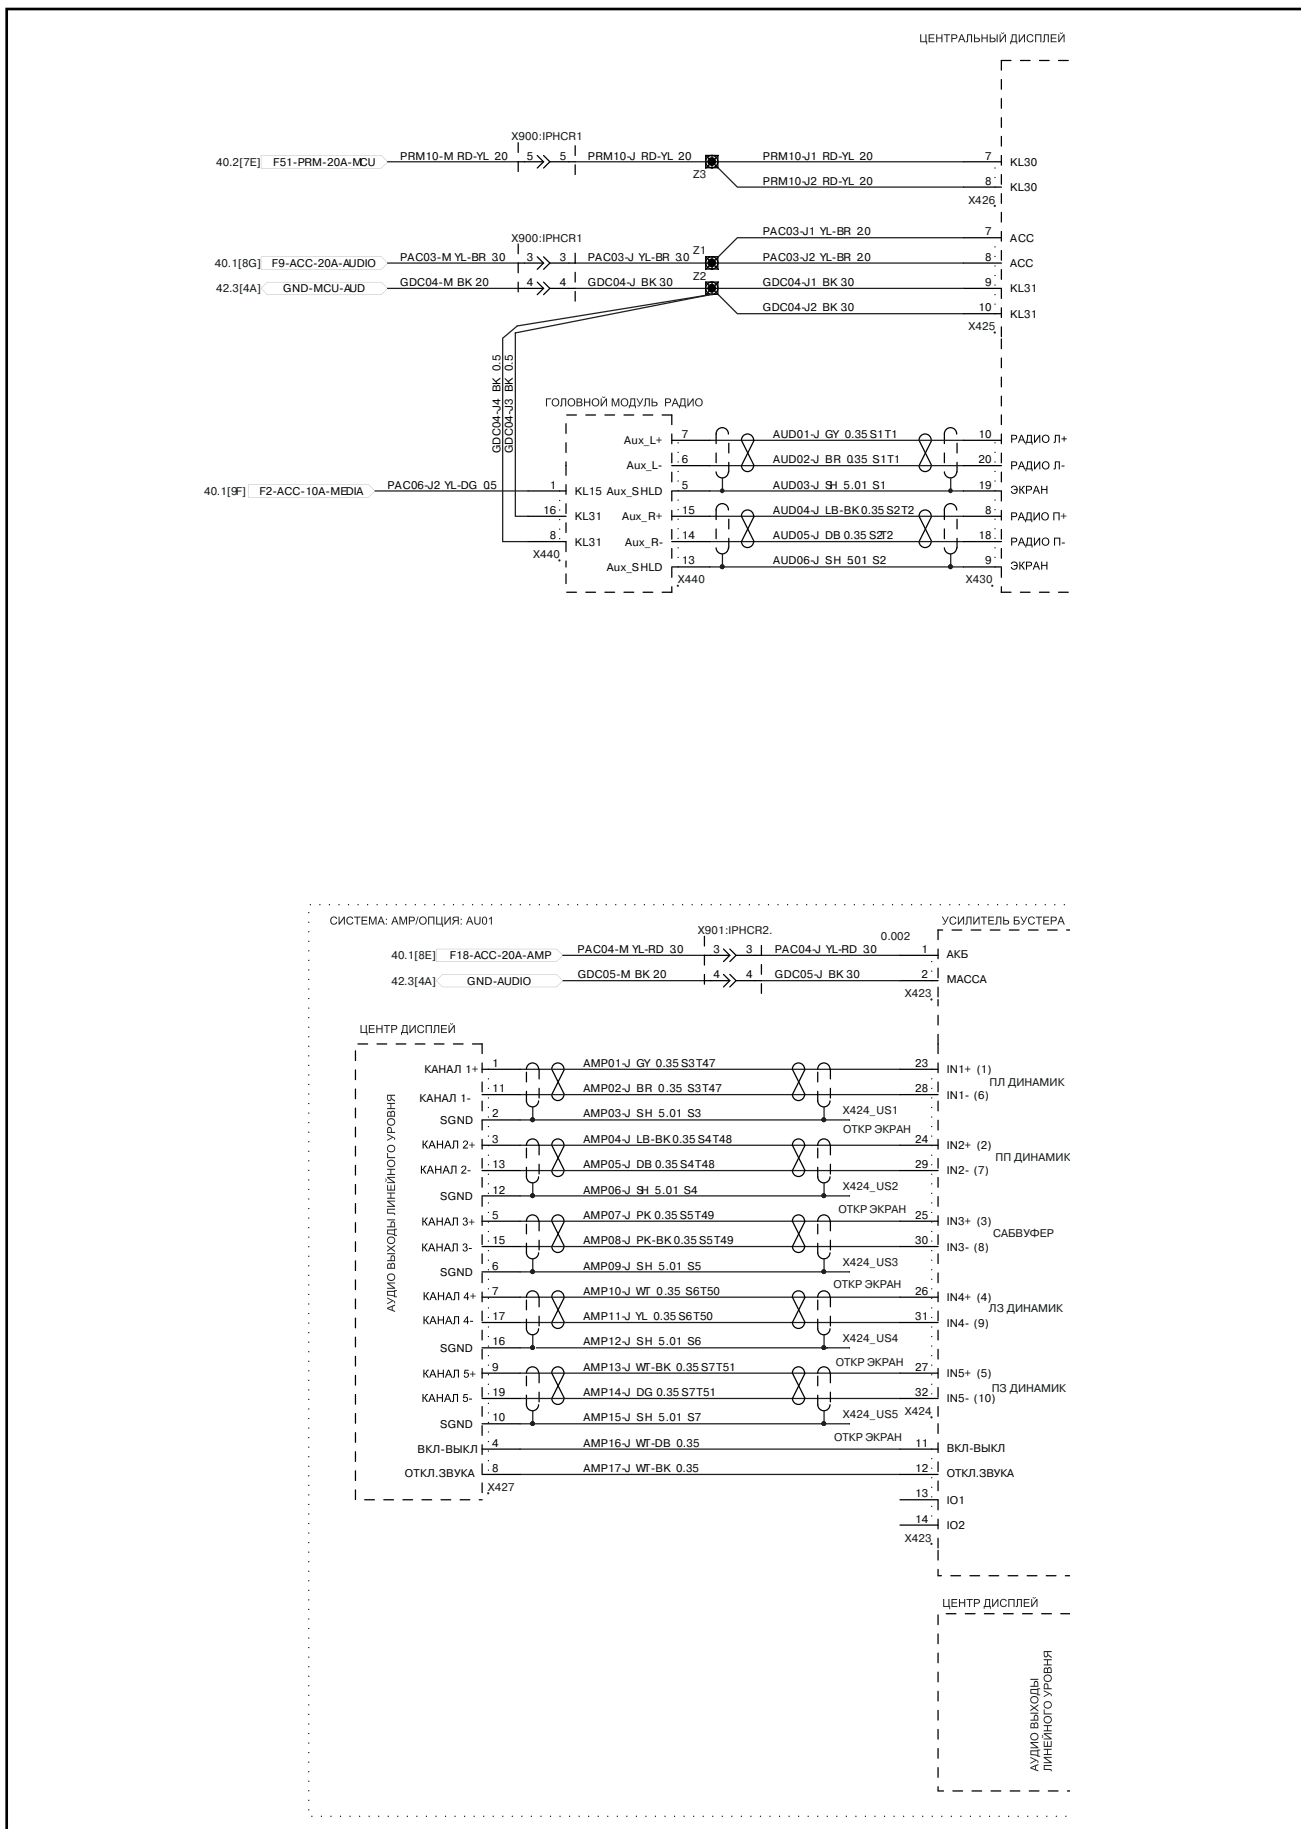 ЦЕНТРАЛЬНЫЙ ДИСПЛЕЙ
X900:IPHCR1
40.2[7E] F51-PRM-20A-MCU PRM10-M RD-YL 20 5 5 PRM10-J RD-YL 20 PRM10-J1 RD-YL 20 7 KL30
Z3
PRM10-J2 RD-YL 20 8 KL30
X426
PAC03-J1 YL-BR 20 7 ACC
X900:IPHCR1
Z1
40.1[8G] F9-ACC-20A-AUDIO PAC03-M YL-BR 30 3 3 PAC03-J YL-BR 30 PAC03-J2 YL-BR 20 8 ACC
Z2
42.3[4A] GND-MCU-AUD GDC04-M BK 20 4 4 GDC04-J BK 30 GDC04-J1 BK 30 9 KL31
GDC04-J2 BK 30 10 KL31
X425
GDC04-J4 BK 0.5
GDC04-J3 BK 0.5
ГОЛОВНОЙ МОДУЛЬ РАДИО
Aux_L+ 7 AUD01-J GY 0.35 S1T1 10 РАДИО Л+
Aux_L- 6 AUD02-J BR 0.35 S1T1 20 РАДИО Л-
40.1[9F] F2-ACC-10A-MEDIA PAC06-J2 YL-DG 05 1 KL15 Aux_SHLD 5 AUD03-J SH 5.01 S1 19 ЭКРАН
16 KL31 Aux_R+ 15 AUD04-J LB-BK 0.35 S2T2 8 РАДИО П+
8 KL31 Aux_R- 14 AUD05-J DB 0.35 S2T2 18 РАДИО П-
X440
Aux_SHLD 13 AUD06-J SH 501 S2 9 ЭКРАН
X440 X430
СИСТЕМА: AMP/ОПЦИЯ: AU01
УСИЛИТЕЛЬ БУСТЕРА
X901:IPHCR2.
0.002
40.1[8E] F18-ACC-20A-AMP PAC04-M YL-RD 30 3 3 PAC04-J YL-RD 30 1 АКБ
42.3[4A] GND-AUDIO GDC05-M BK 20 4 4 GDC05-J BK 30 2 МАССА
X423
ЦЕНТР ДИСПЛЕЙ
АУДИО ВЫХОДЫ ЛИНЕЙНОГО УРОВНЯ
КАНАЛ 1+ 1 AMP01-J GY 0.35 S3T47 23 IN1+ (1)
ПЛ ДИНАМИК
КАНАЛ 1- 11 AMP02-J BR 0.35 S3T47 28 IN1- (6)
SGND 2 AMP03-J SH 5.01 S3 X424_US1
ОТКР ЭКРАН
КАНАЛ 2+ 3 AMP04-J LB-BK 0.35 S4T48 24 IN2+ (2)
ПП ДИНАМИК
КАНАЛ 2- 13 AMP05-J DB 0.35 S4T48 29 IN2- (7)
SGND 12 AMP06-J SH 5.01 S4 X424_US2
ОТКР ЭКРАН
КАНАЛ 3+ 5 AMP07-J PK 0.35 S5T49 25 IN3+ (3)
САБВУФЕР
КАНАЛ 3- 15 AMP08-J PK-BK 0.35 S5T49 30 IN3- (8)
SGND 6 AMP09-J SH 5.01 S5 X424_US3
ОТКР ЭКРАН
КАНАЛ 4+ 7 AMP10-J WT 0.35 S6T50 26 IN4+ (4)
ЛЗ ДИНАМИК
КАНАЛ 4- 17 AMP11-J YL 0.35 S6T50 31 IN4- (9)
SGND 16 AMP12-J SH 5.01 S6 X424_US4
ОТКР ЭКРАН
КАНАЛ 5+ 9 AMP13-J WT-BK 0.35 S7T51 27 IN5+ (5)
ПЗ ДИНАМИК
КАНАЛ 5- 19 AMP14-J DG 0.35 S7T51 32 IN5- (10)
SGND 10 AMP15-J SH 5.01 S7 X424_US5 X424
ОТКР ЭКРАН
ВКЛ-ВЫКЛ 4 AMP16-J WT-DB 0.35 11 ВКЛ-ВЫКЛ
ОТКЛ.ЗВУКА 8 AMP17-J WT-BK 0.35 12 ОТКЛ.ЗВУКА
X427
13 IO1
14 IO2
X423
ЦЕНТР ДИСПЛЕЙ
АУДИО ВЫХОДЫ
ЛИНЕЙНОГО УРОВНЯ